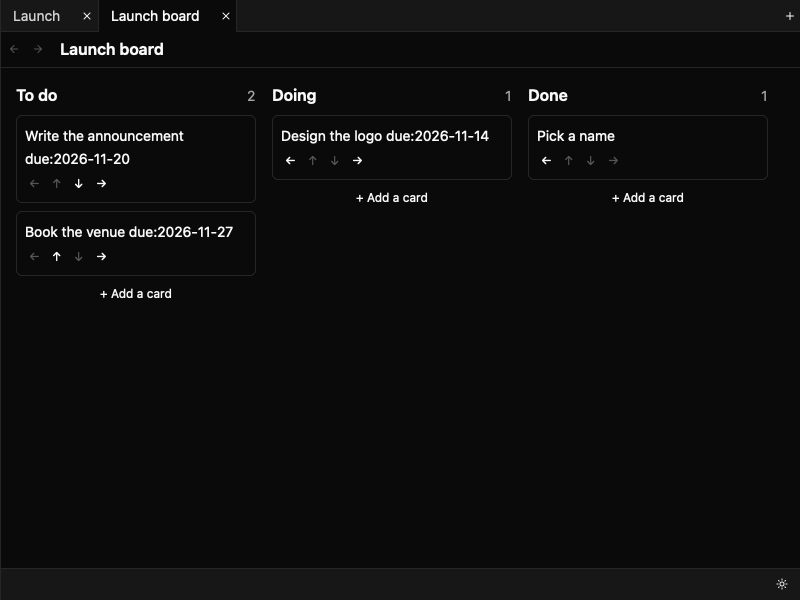 Launch
Launch board
Launch board
To do 2
Write the announcement
due:2026-11-20
Book the venue due:2026-11-27
+ Add a card
Doing 1
Design the logo due:2026-11-14
+ Add a card
Done 1
Pick a name
+ Add a card